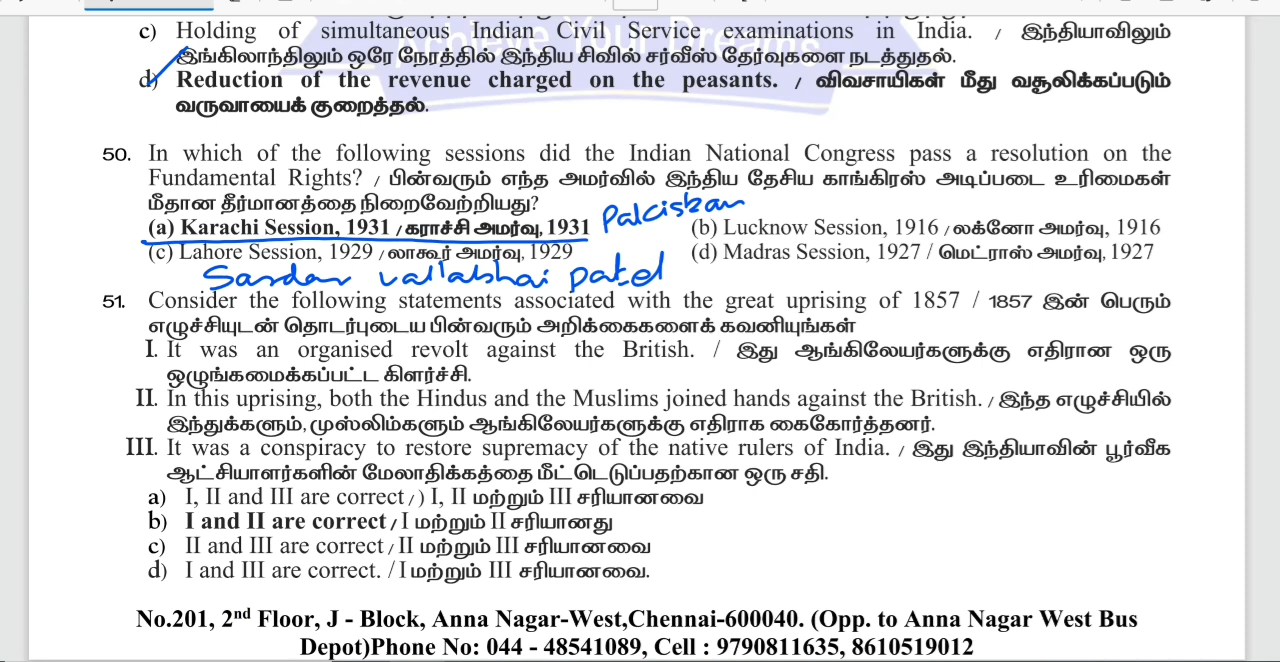 c) Holding of simultaneous Indian Civil Service examinations in India. / இந்தியாவிலும்
இங்கிலாந்திலும் ஒரே நேரத்தில் இந்திய சிவில் சர்வீஸ் தேர்வுகளை நடத்துதல்.
d) Reduction of the revenue charged on the peasants. / விவசாயிகள் மீது வசூலிக்கப்படும்
வருவாயைக் குறைத்தல்.
50. In which of the following sessions did the Indian National Congress pass a resolution on the
Fundamental Rights? / பின்வரும் எந்த அமர்வில் இந்திய தேசிய காங்கிரஸ் அடிப்படை உரிமைகள்
மீதான தீர்மானத்தை நிறைவேற்றியது?
(a) Karachi Session, 1931 / கராச்சி அமர்வு, 1931 Pakistan (b) Lucknow Session, 1916 / லக்னோ அமர்வு, 1916
(c) Lahore Session, 1929 / லாகூர் அமர்வு, 1929 (d) Madras Session, 1927 / மெட்ராஸ் அமர்வு, 1927
Sardar vallabhai patel
51. Consider the following statements associated with the great uprising of 1857 / 1857 இன் பெரும்
எழுச்சியுடன் தொடர்புடைய பின்வரும் அறிக்கைகளைக் கவனியுங்கள்
I. It was an organised revolt against the British. / இது ஆங்கிலேயர்களுக்கு எதிரான ஒரு
ஒழுங்கமைக்கப்பட்ட கிளர்ச்சி.
II. In this uprising, both the Hindus and the Muslims joined hands against the British. / இந்த எழுச்சியில்
இந்துக்களும், முஸ்லிம்களும் ஆங்கிலேயர்களுக்கு எதிராக கைகோர்த்தனர்.
III. It was a conspiracy to restore supremacy of the native rulers of India. / இது இந்தியாவின் பூர்வீக
ஆட்சியாளர்களின் மேலாதிக்கத்தை மீட்டெடுப்பதற்கான ஒரு சதி.
a) I, II and III are correct / ) I, II மற்றும் III சரியானவை
b) I and II are correct / I மற்றும் II சரியானது
c) II and III are correct / II மற்றும் III சரியானவை
d) I and III are correct. / I மற்றும் III சரியானவை.
No.201, 2nd Floor, J - Block, Anna Nagar-West,Chennai-600040. (Opp. to Anna Nagar West Bus
Depot)Phone No: 044 - 48541089, Cell : 9790811635, 8610519012